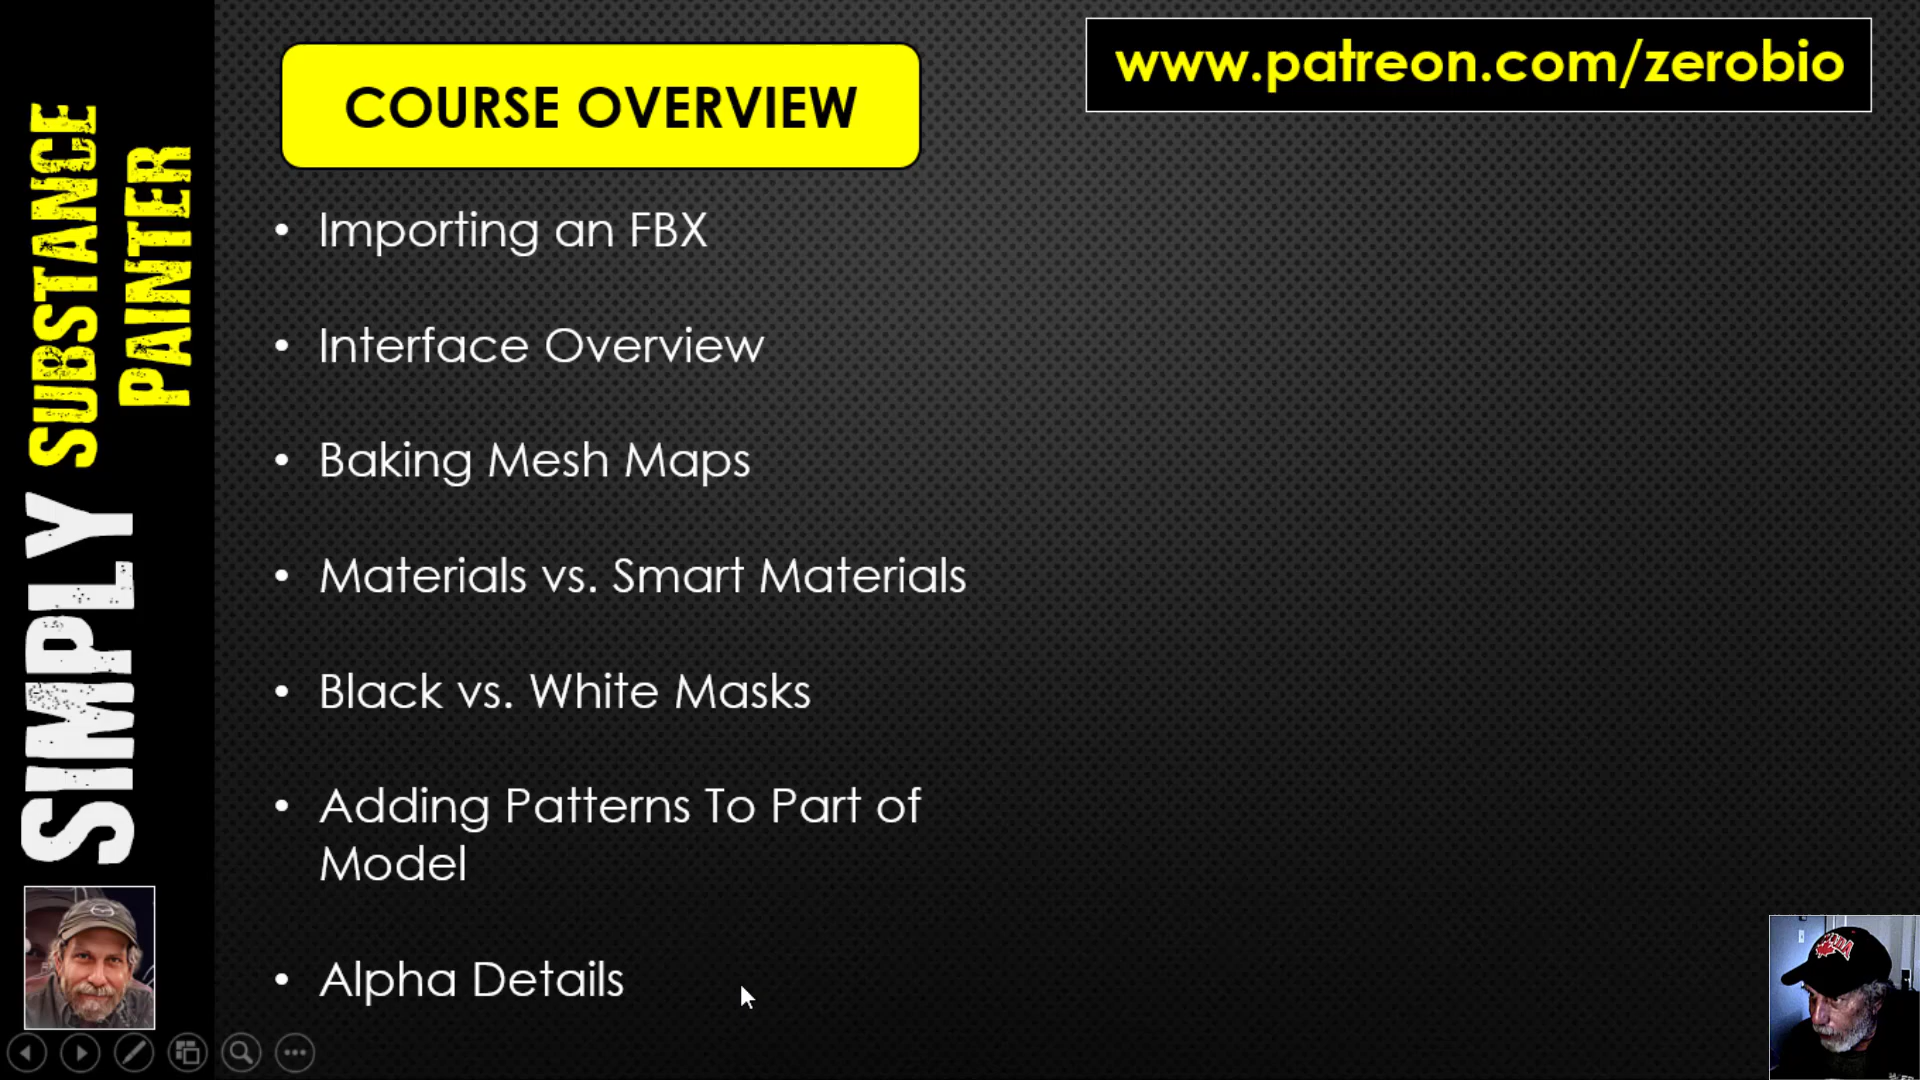 SIMPLY SUBSTANCE
PAINTER
COURSE OVERVIEW
www.patreon.com/zerobio
• Importing an FBX
• Interface Overview
• Baking Mesh Maps
• Materials vs. Smart Materials
• Black vs. White Masks
• Adding Patterns To Part of
Model
• Alpha Details